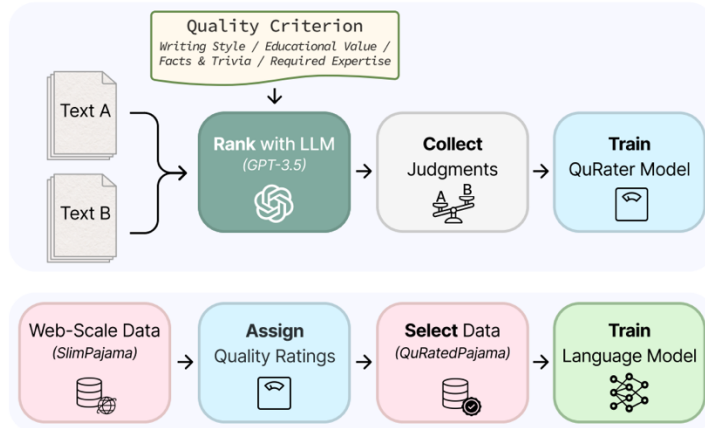 Quality Criterion
Writing Style / Educational Value /
Facts & Trivia / Required Expertise
Text A
Text B
Rank with LLM
(GPT-3.5)
Collect
Judgments
A B
Train
QuRater Model
Web-Scale Data
(SlimPajama)
Assign
Quality Ratings
Select Data
(QuRatedPajama)
Train
Language Model